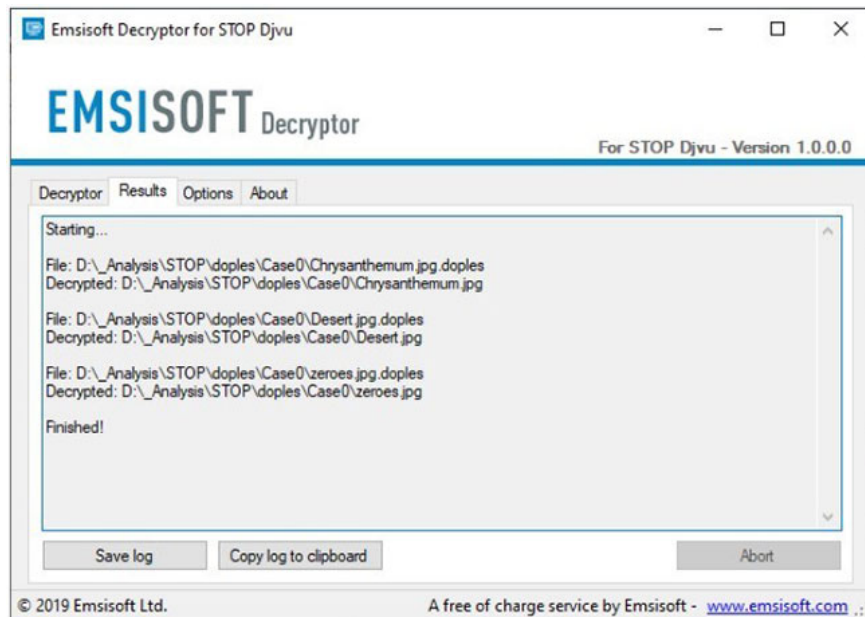 Emsisoft Decryptor for STOP Djvu
EMSISOFT Decryptor
For STOP Djvu - Version 1.0.0.0
Decryptor Results Options About
Starting...
File: D:\_Analysis\STOP\doples\Case0\Chrysanthemum.jpg.doples
Decrypted: D:\_Analysis\STOP\doples\Case0\Chrysanthemum.jpg
File: D:\_Analysis\STOP\doples\Case0\Desert.jpg.doples
Decrypted: D:\_Analysis\STOP\doples\Case0\Desert.jpg
File: D:\_Analysis\STOP\doples\Case0\zeroes.jpg.doples
Decrypted: D:\_Analysis\STOP\doples\Case0\zeroes.jpg
Finished!
Save log Copy log to clipboard Abort
© 2019 Emsisoft Ltd. A free of charge service by Emsisoft - www.emsisoft.com